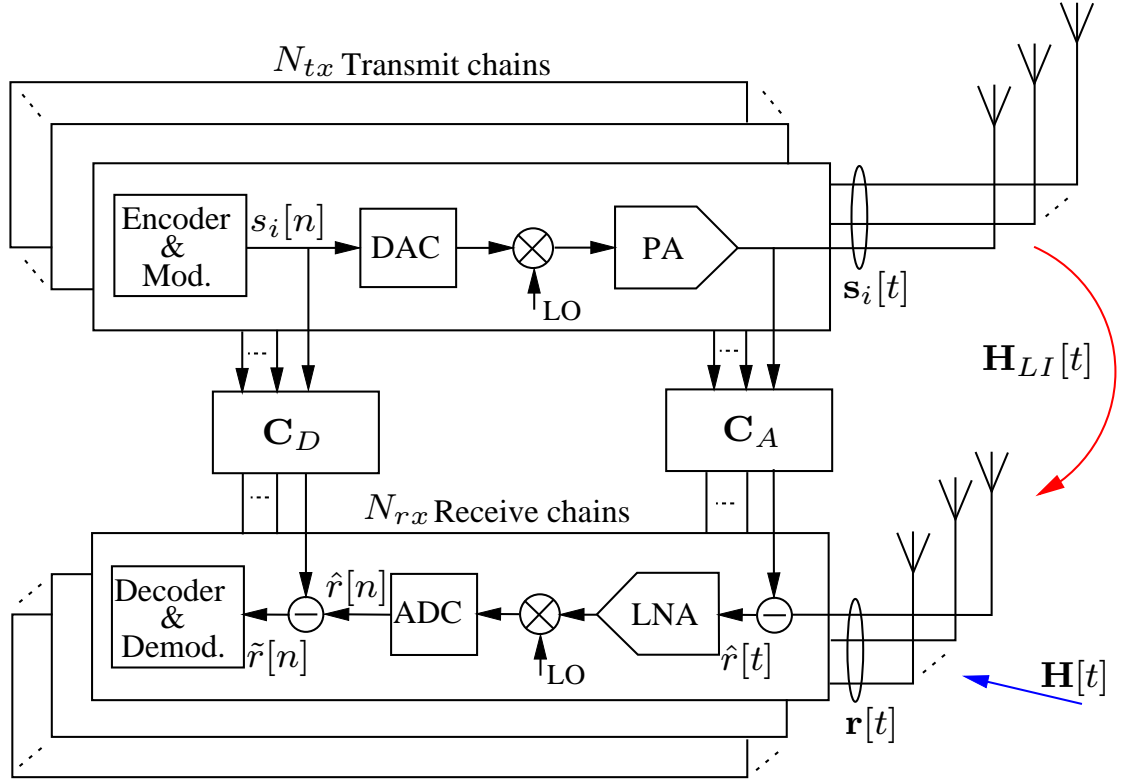 N_{tx} Transmit chains
Encoder
&
Mod.
s_i[n]
DAC
LO
PA
𝐬_i[t]
𝐇_{LI}[t]
𝐂_D
𝐂_A
N_{rx} Receive chains
Decoder
&
Demod.
r̃[n]
r̂[n]
ADC
LO
LNA
r̂[t]
𝐫[t]
𝐇[t]